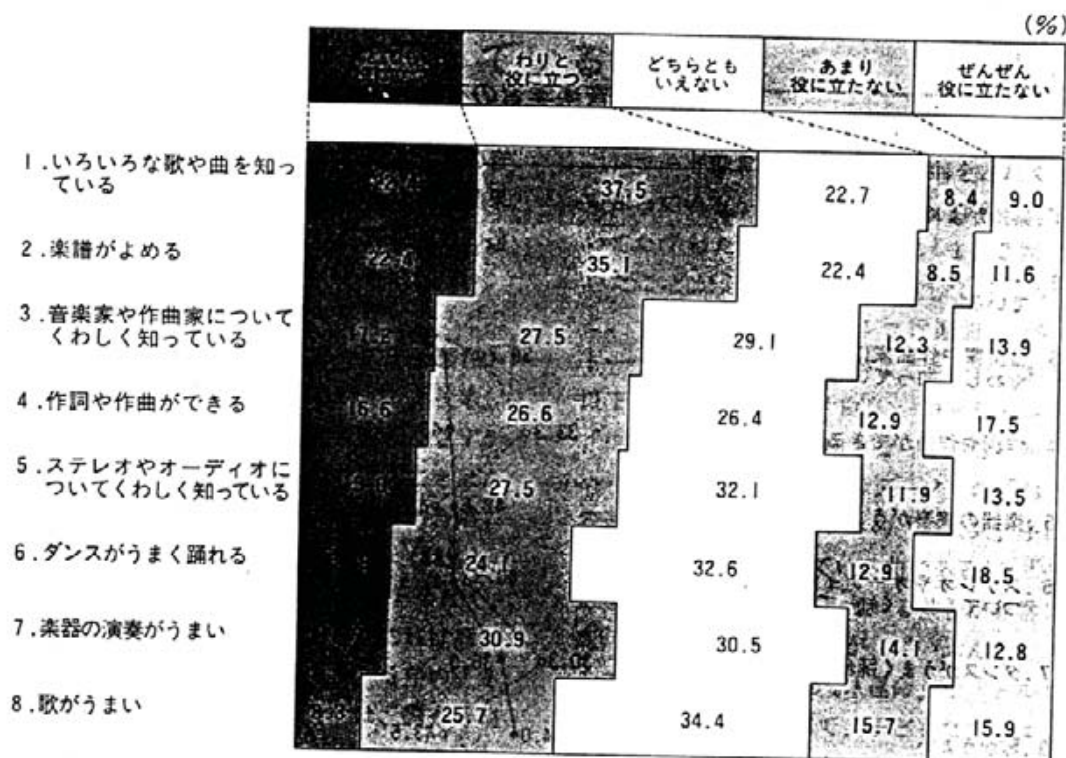 (%)
わりと
役に立つ
どちらとも
いえない
あまり
役に立たない
ぜんぜん
役に立たない
1.いろいろな歌や曲を知っ
ている
37.5 22.7 8.4 9.0
2.楽譜がよめる
22.4 35.1 22.4 8.5 11.6
3.音楽家や作曲家について
くわしく知っている
27.5 29.1 12.3 13.9
4.作詞や作曲ができる
16.6 26.6 26.4 12.9 17.5
5.ステレオやオーディオに
ついてくわしく知っている
27.5 32.1 11.9 13.5
6.ダンスがうまく踊れる
24.1 32.6 12.9 18.5
7.楽器の演奏がうまい
30.9 30.5 14.1 12.8
8.歌がうまい
25.7 34.4 15.7 15.9